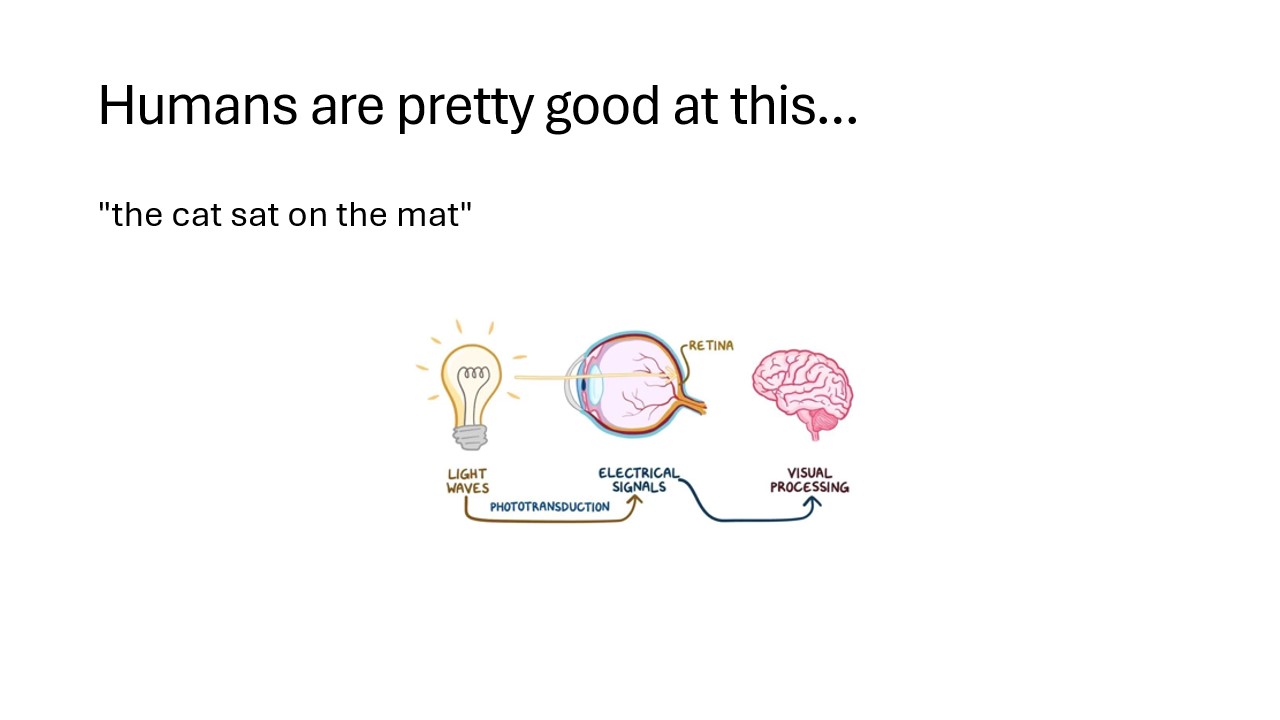 Humans are pretty good at this...
"the cat sat on the mat"
RETINA
LIGHT
WAVES
ELECTRICAL
SIGNALS
VISUAL
PROCESSING
PHOTOTRANSDUCTION